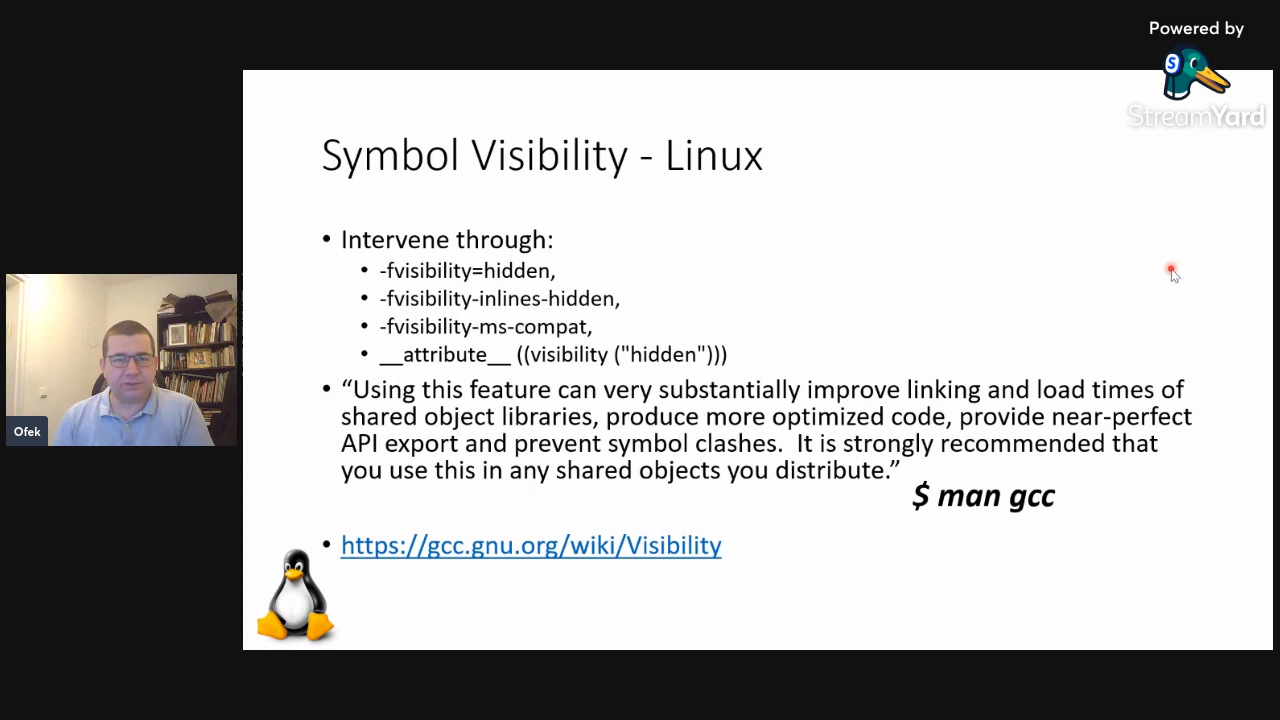 Powered by
StreamYard
Symbol Visibility - Linux
• Intervene through:
• -fvisibility=hidden,
• -fvisibility-inlines-hidden,
• -fvisibility-ms-compat,
• __attribute__ ((visibility ("hidden")))
• “Using this feature can very substantially improve linking and load times of
shared object libraries, produce more optimized code, provide near-perfect
API export and prevent symbol clashes.  It is strongly recommended that
you use this in any shared objects you distribute.”
$ man gcc
• https://gcc.gnu.org/wiki/Visibility
Ofek